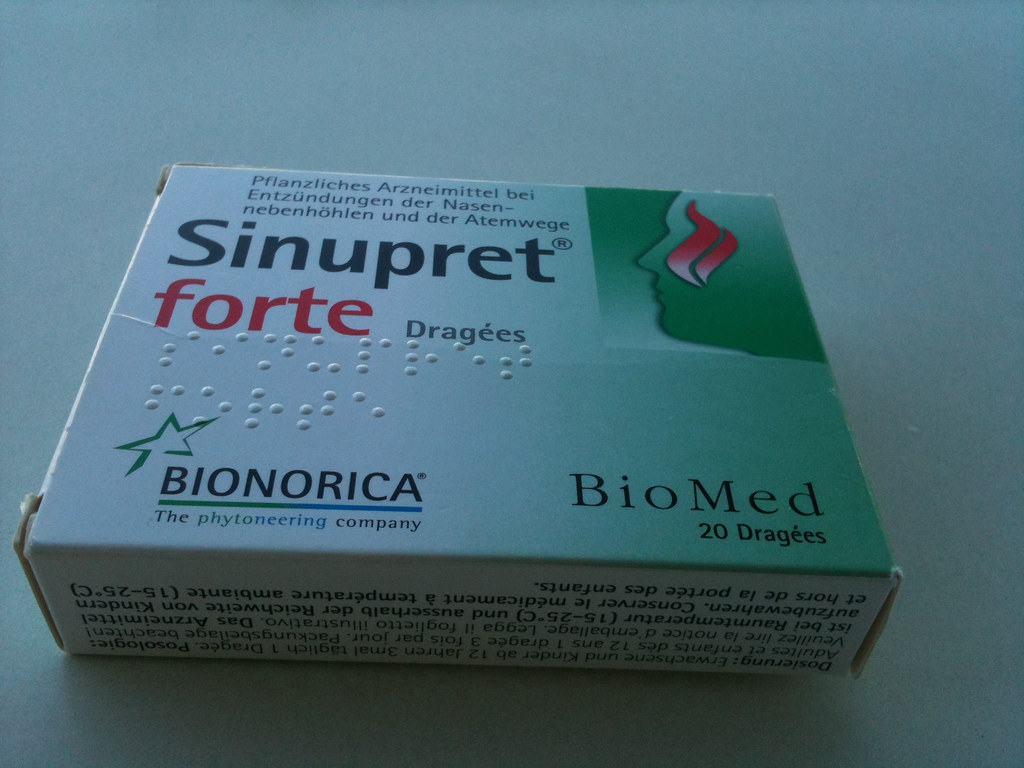 Pflanzliches Arzneimittel bei
Entzündungen der Nasen-
nebenhöhlen und der Atemwege
Sinupret®
forte Dragées
BIONORICA®
The phytoneering company
BioMed
20 Dragées
Dosierung: Erwachsene und Kinder ab 12 Jahren 3mal täglich 1 Dragée. Posologie:
Adultes et enfants dès 12 ans 1 dragée 3 fois par jour. Packungsbeilage beachten!
Veuillez lire la notice d'emballage. Legga il foglietto illustrativo. Das Arzneimittel
ist bei Raumtemperatur (15–25°C) und ausserhalb der Reichweite von Kindern
aufzubewahren. Conserver le médicament à température ambiante (15–25°C)
et hors de la portée des enfants.